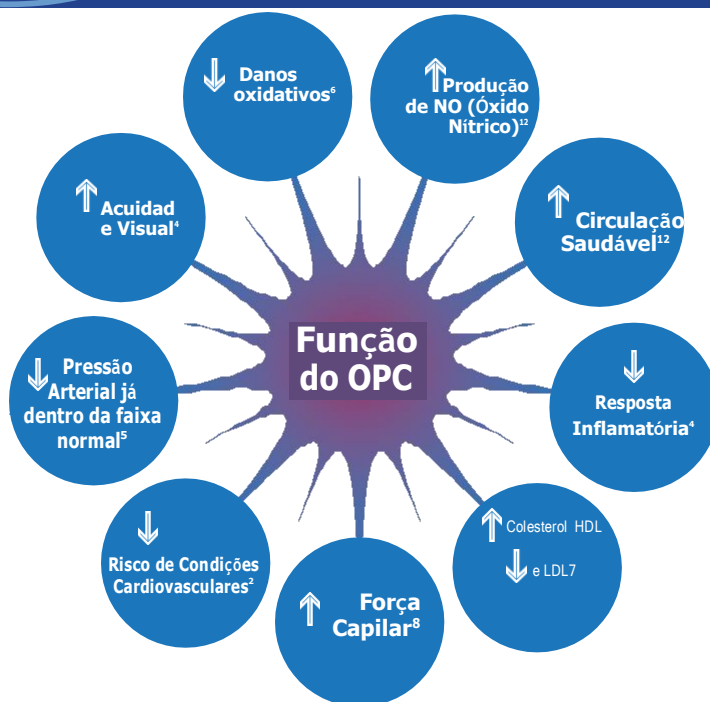 Danos
oxidativos⁶
Produção
de NO (Óxido
Nítrico)¹²
Acuidad
e Visual⁴
Circulação
Saudável¹²
Função
do OPC
Pressão
Arterial já
dentro da faixa
normal⁵
Resposta
Inflamatória⁴
Risco de Condições
Cardiovasculares²
Colesterol HDL
e LDL7
Força
Capilar⁸